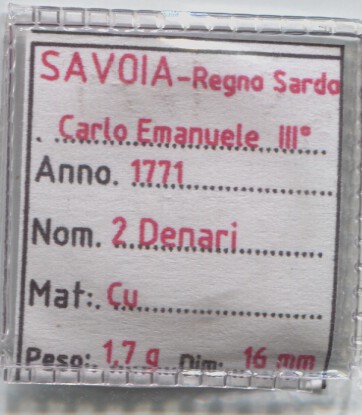 SAVOIA-Regno Sardo
. Carlo Emanuele III°
Anno. 1771
Nom. 2 Denari
Mat:. Cu
Peso: 1,7 g Dim: 16 mm